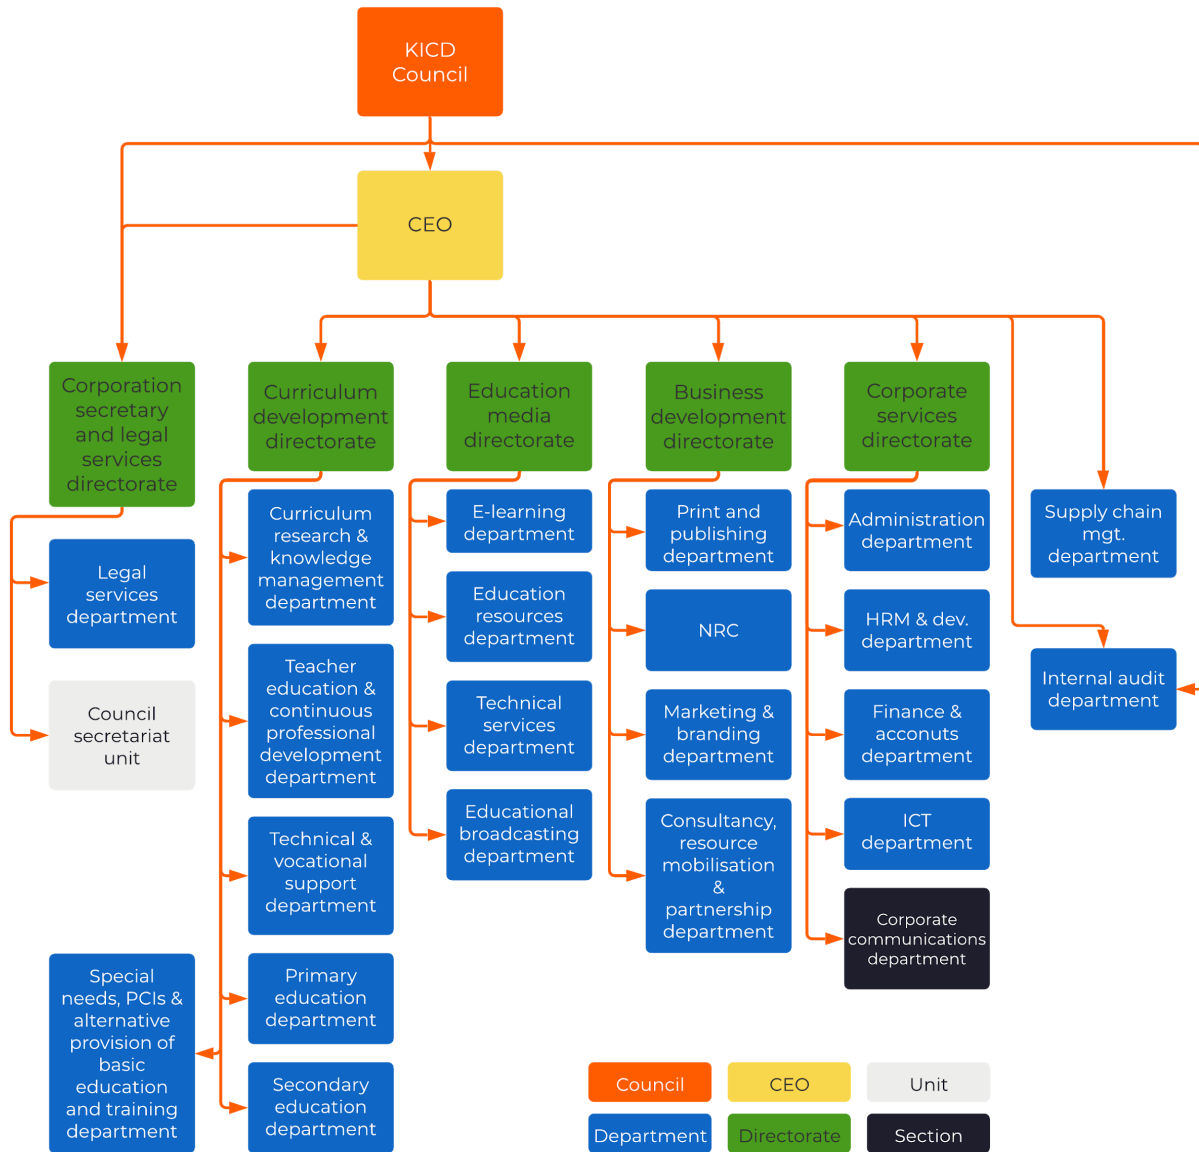 KICD
Council
CEO
Corporation
secretary
and legal
services
directorate
Curriculum
development
directorate
Education
media
directorate
Business
development
directorate
Corporate
services
directorate
Legal
services
department
Council
secretariat
unit
Special
needs, PCIs &
alternative
provision of
basic
education
and training
department
Curriculum
research &
knowledge
management
department
Teacher
education &
continuous
professional
development
department
Technical &
vocational
support
department
Primary
education
department
Secondary
education
department
E-learning
department
Education
resources
department
Technical
services
department
Educational
broadcasting
department
Print and
publishing
department
NRC
Marketing &
branding
department
Consultancy,
resource
mobilisation
&
partnership
department
Administration
department
HRM & dev.
department
Finance &
acconuts
department
ICT
department
Corporate
communications
department
Supply chain
mgt.
department
Internal audit
department
Council
CEO
Unit
Department
Directorate
Section